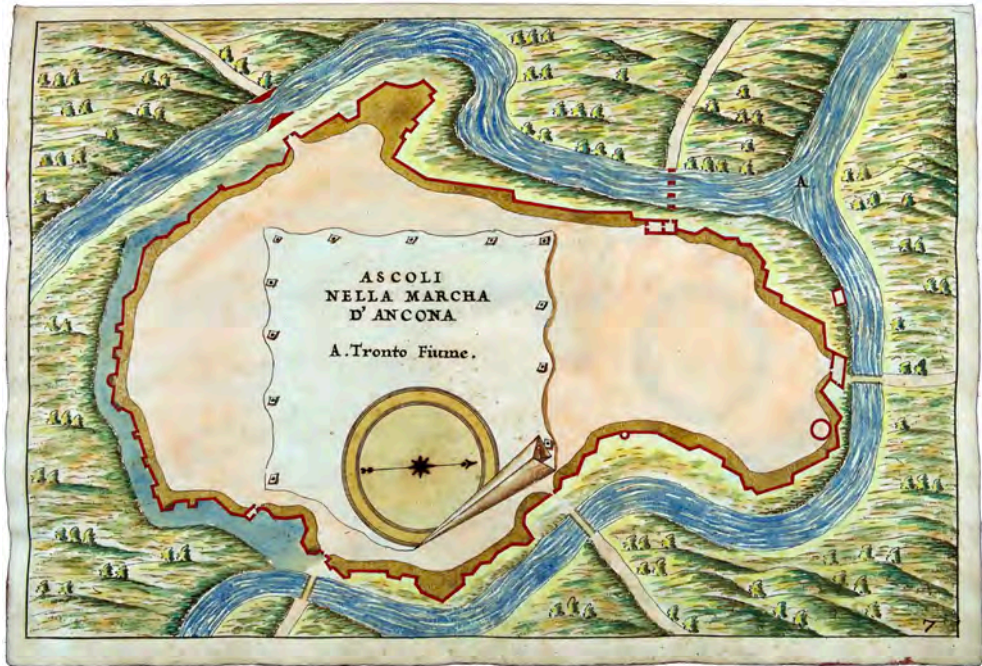 ASCOLI
NELLA MARCHA
D'ANCONA
A. Tronto Fiume.
A.
7